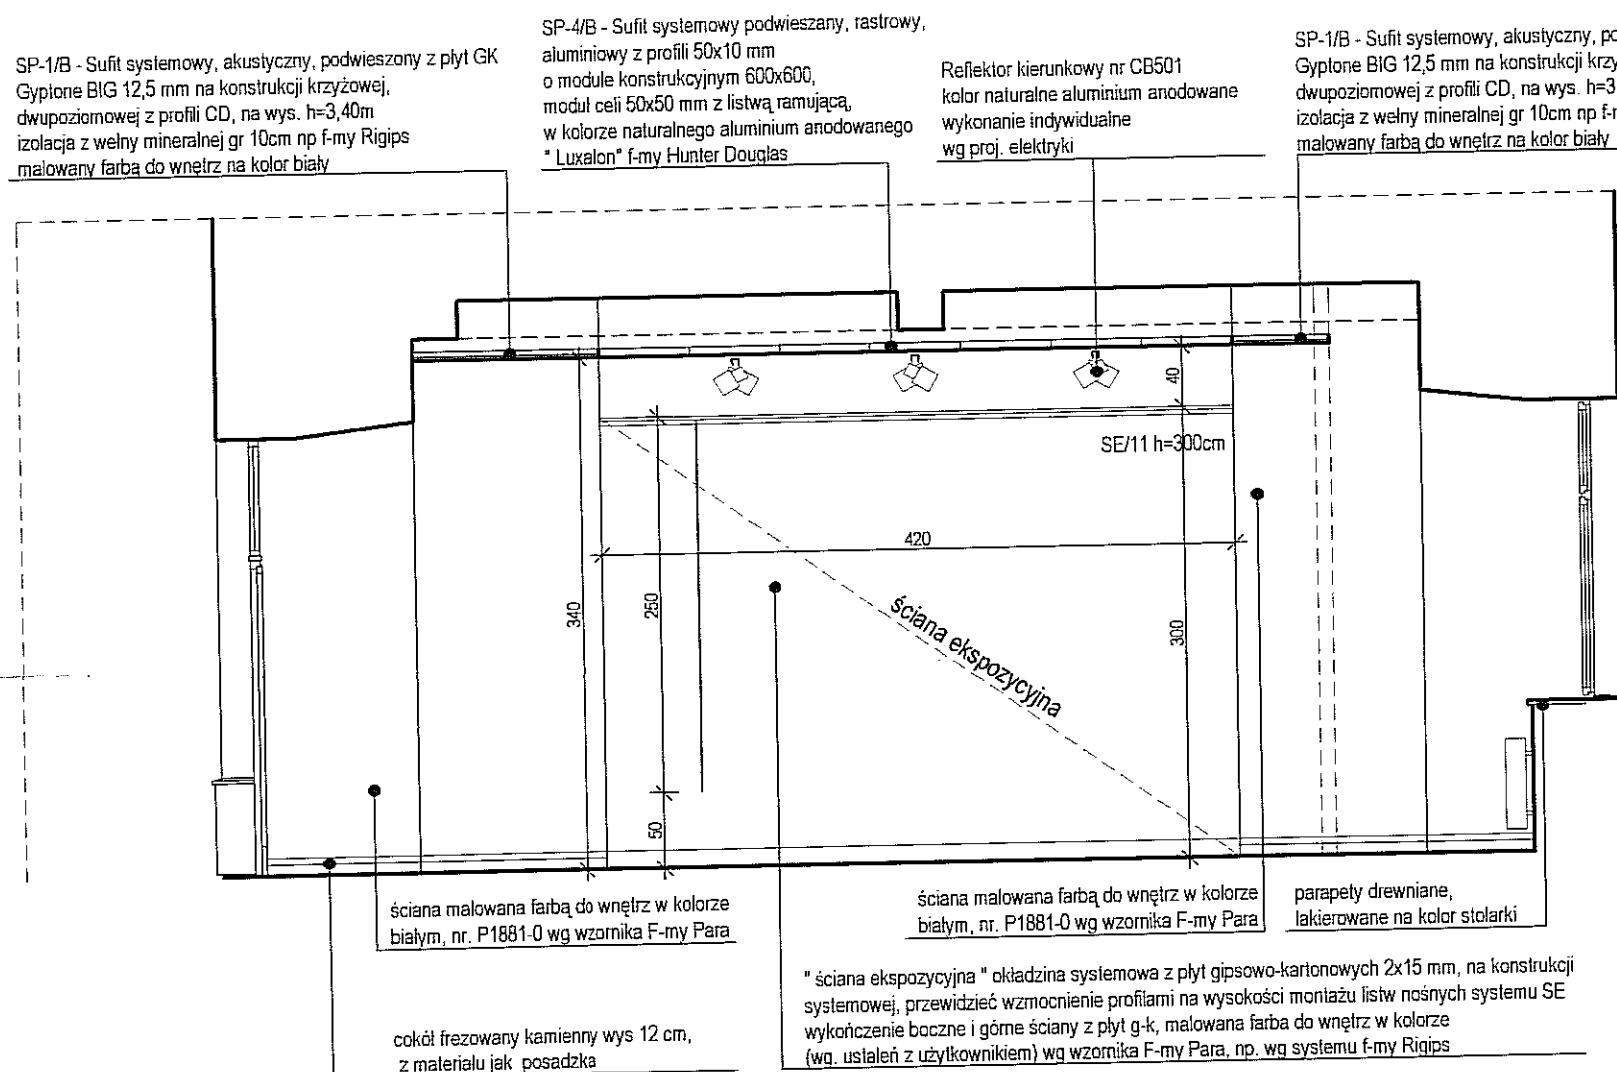 SP-1/B - Sufit systemowy, akustyczny, podwieszony z płyt GK
Gyptone BIG 12,5 mm na konstrukcji krzyżowej,
dwupoziomowej z profili CD, na wys. h=3,40m
izolacja z wełny mineralnej gr 10cm np f-my Rigips
malowany farbą do wnętrz na kolor biały
SP-4/B - Sufit systemowy podwieszany, rastrowy,
aluminiowy z profili 50x10 mm
o module konstrukcyjnym 600x600,
moduł celi 50x50 mm z listwą ramującą,
w kolorze naturalnego aluminium anodowanego
" Luxalon" f-my Hunter Douglas
Reflektor kierunkowy nr CB501
kolor naturalne aluminium anodowane
wykonanie indywidualne
wg proj. elektryki
SP-1/B - Sufit systemowy, akustyczny, po
Gyptone BIG 12,5 mm na konstrukcji krzy
dwupoziomowej z profili CD, na wys. h=3
izolacja z wełny mineralnej gr 10cm np f-r
malowany farbą do wnętrz na kolor biały
40
SE/11 h=300cm
420
340
250
300
ściana ekspozycyjna
50
ściana malowana farbą do wnętrz w kolorze
białym, nr. P1881-0 wg wzornika F-my Para
ściana malowana farbą do wnętrz w kolorze
białym, nr. P1881-0 wg wzornika F-my Para
parapety drewniane,
lakierowane na kolor stolarki
" ściana ekspozycyjna " okładzina systemowa z płyt gipsowo-kartonowych 2x15 mm, na konstrukcji
systemowej, przewidzieć wzmocnienie profilami na wysokości montażu listw nośnych systemu SE
wykończenie boczne i górne ściany z płyt g-k, malowana farba do wnętrz w kolorze
(wg. ustaleń z użytkownikiem) wg wzornika F-my Para, np. wg systemu f-my Rigips
cokół frezowany kamienny wys 12 cm,
z materiału jak posadzka